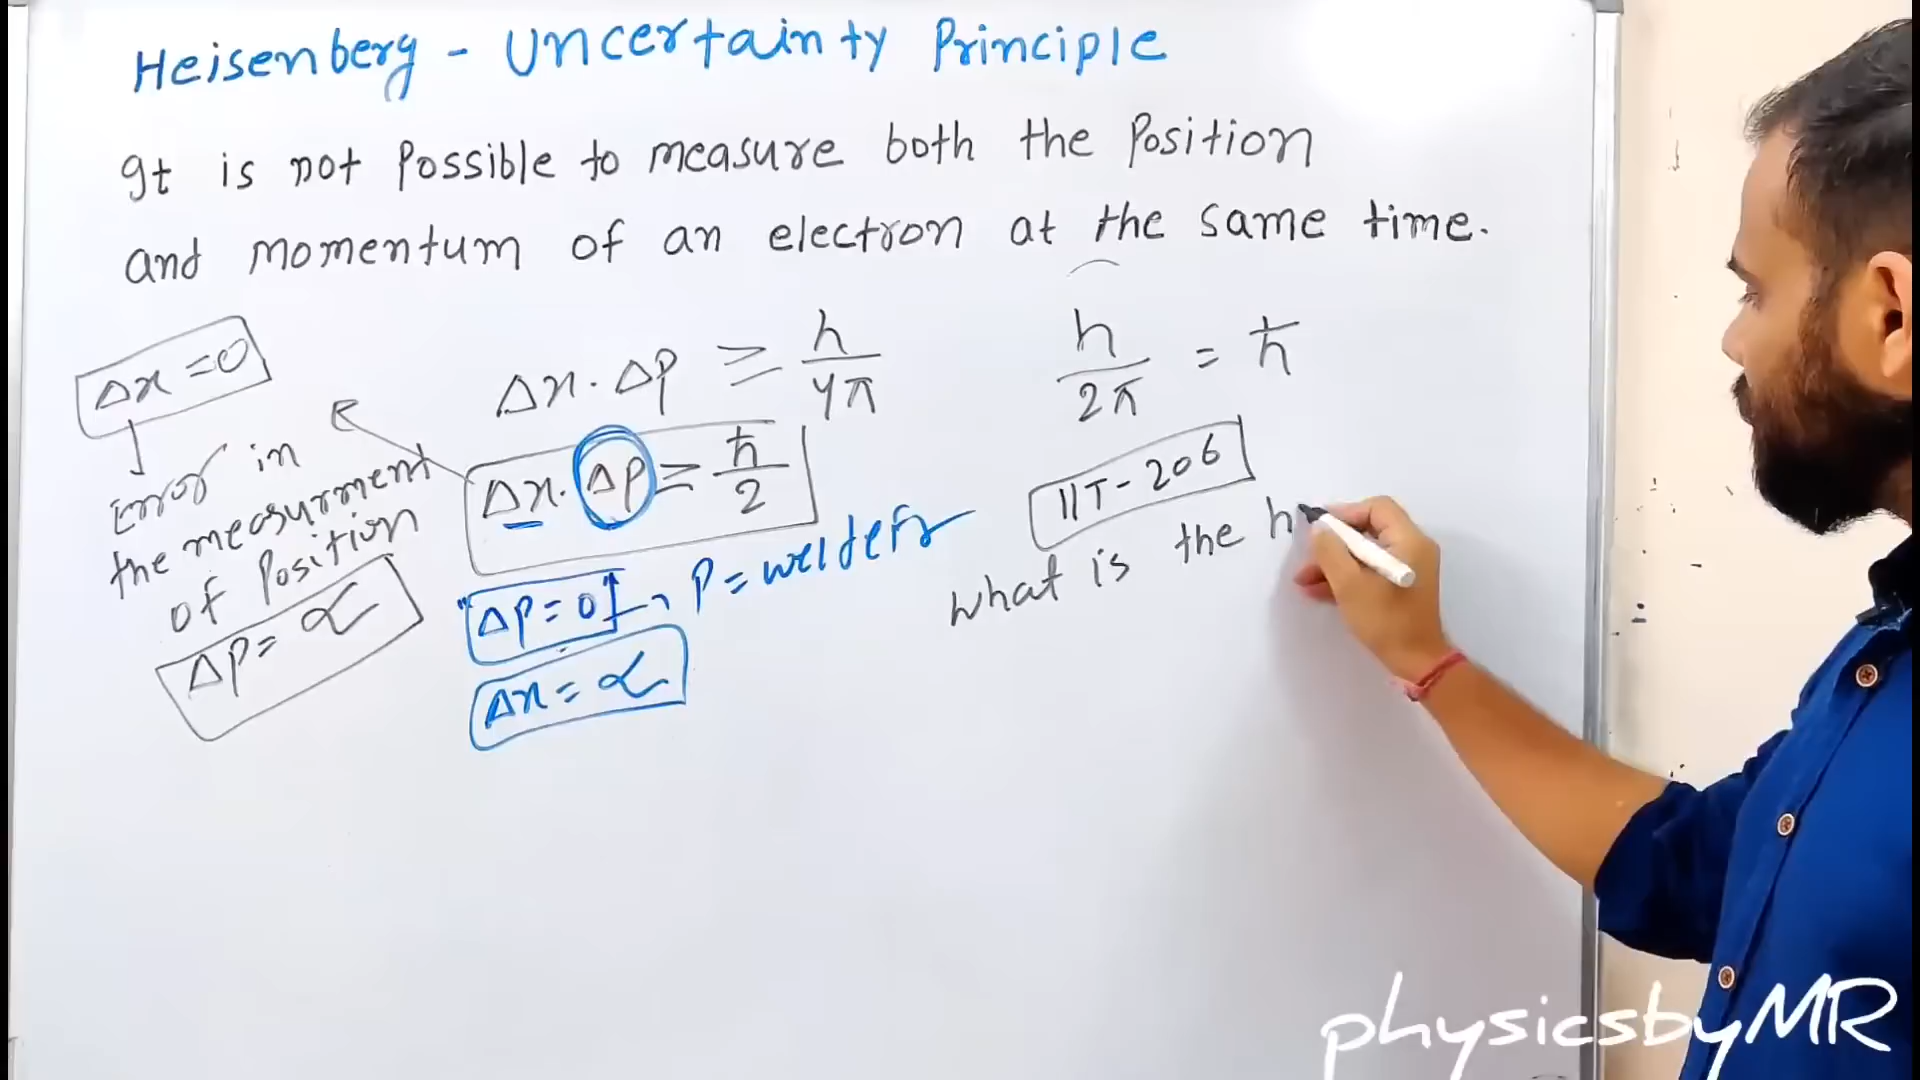 Heisenberg - Uncertainty Principle
It is not possible to measure both the Position
and momentum of an electron at the same time.
Δx = 0
Error in
the measurment
of Position
Δp = ∝
Δx . Δp ≥ h/4π
Δx . Δp ≥ ħ/2
Δp = 0
Δx = ∝
h/2π = ħ
IIT - 206
what is the h
physicsbyMR